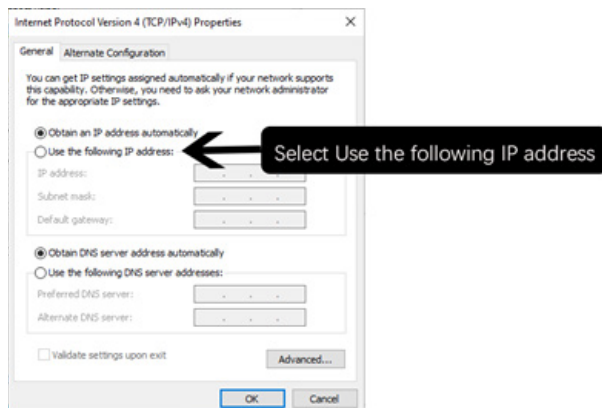 Internet Protocol Version 4 (TCP/IPv4) Properties
General
Alternate Configuration
You can get IP settings assigned automatically if your network supports
this capability. Otherwise, you need to ask your network administrator
for the appropriate IP settings.
Obtain an IP address automatically
Use the following IP address:
Select Use the following IP address
IP address:
Subnet mask:
Default gateway:
Obtain DNS server address automatically
Use the following DNS server addresses:
Preferred DNS server:
Alternate DNS server:
Validate settings upon exit
Advanced...
OK
Cancel